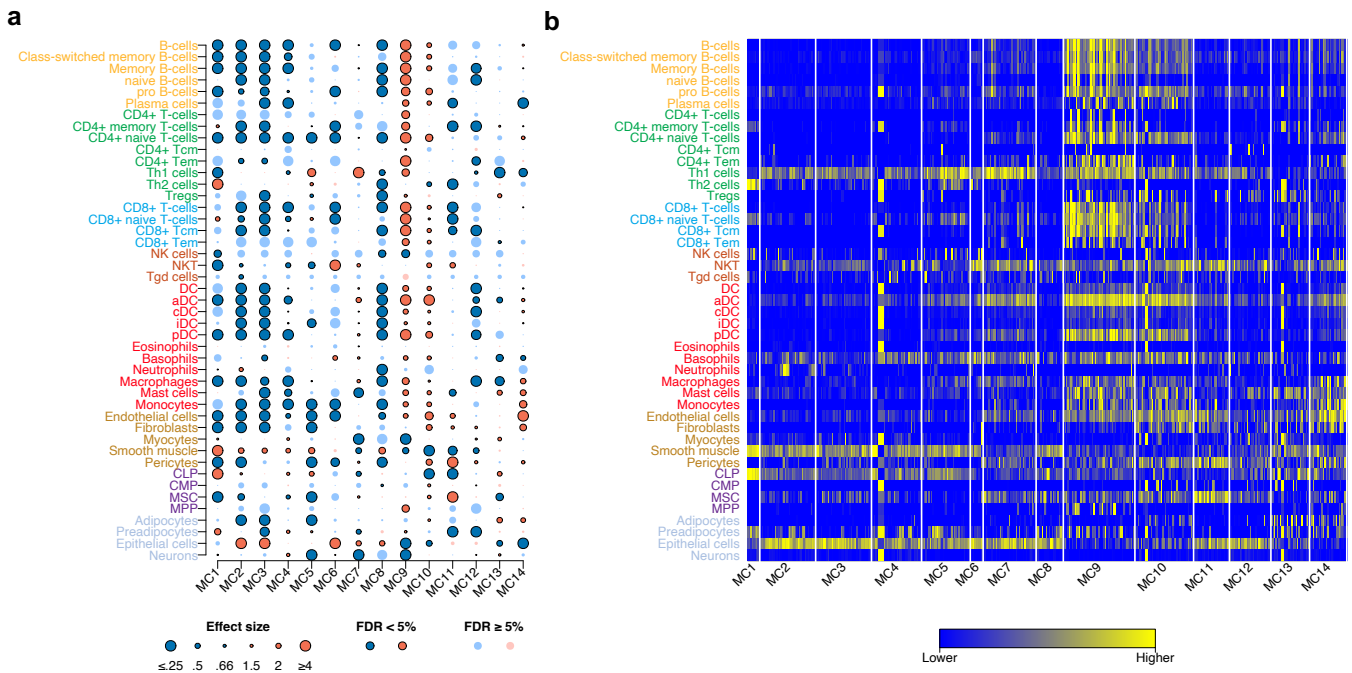 a
B-cells
Class-switched memory B-cells
Memory B-cells
naive B-cells
pro B-cells
Plasma cells
CD4+ T-cells
CD4+ memory T-cells
CD4+ naive T-cells
CD4+ Tcm
CD4+ Tem
Th1 cells
Th2 cells
Tregs
CD8+ T-cells
CD8+ naive T-cells
CD8+ Tcm
CD8+ Tem
NK cells
NKT
Tgd cells
DC
aDC
cDC
iDC
pDC
Eosinophils
Basophils
Neutrophils
Macrophages
Mast cells
Monocytes
Endothelial cells
Fibroblasts
Myocytes
Smooth muscle
Pericytes
CLP
CMP
MSC
MPP
Adipocytes
Preadipocytes
Epithelial cells
Neurons
MC1 MC2 MC3 MC4 MC5 MC6 MC7 MC8 MC9 MC10 MC11 MC12 MC13 MC14
Effect size
≤.25 .5 .66 1.5 2 ≥4
FDR < 5%
FDR ≥ 5%
b
B-cells
Class-switched memory B-cells
Memory B-cells
naive B-cells
pro B-cells
Plasma cells
CD4+ T-cells
CD4+ memory T-cells
CD4+ naive T-cells
CD4+ Tcm
CD4+ Tem
Th1 cells
Th2 cells
Tregs
CD8+ T-cells
CD8+ naive T-cells
CD8+ Tcm
CD8+ Tem
NK cells
NKT
Tgd cells
DC
aDC
cDC
iDC
pDC
Eosinophils
Basophils
Neutrophils
Macrophages
Mast cells
Monocytes
Endothelial cells
Fibroblasts
Myocytes
Smooth muscle
Pericytes
CLP
CMP
MSC
MPP
Adipocytes
Preadipocytes
Epithelial cells
Neurons
MC1 MC2 MC3 MC4 MC5 MC6 MC7 MC8 MC9 MC10 MC11 MC12 MC13 MC14
Lower Higher